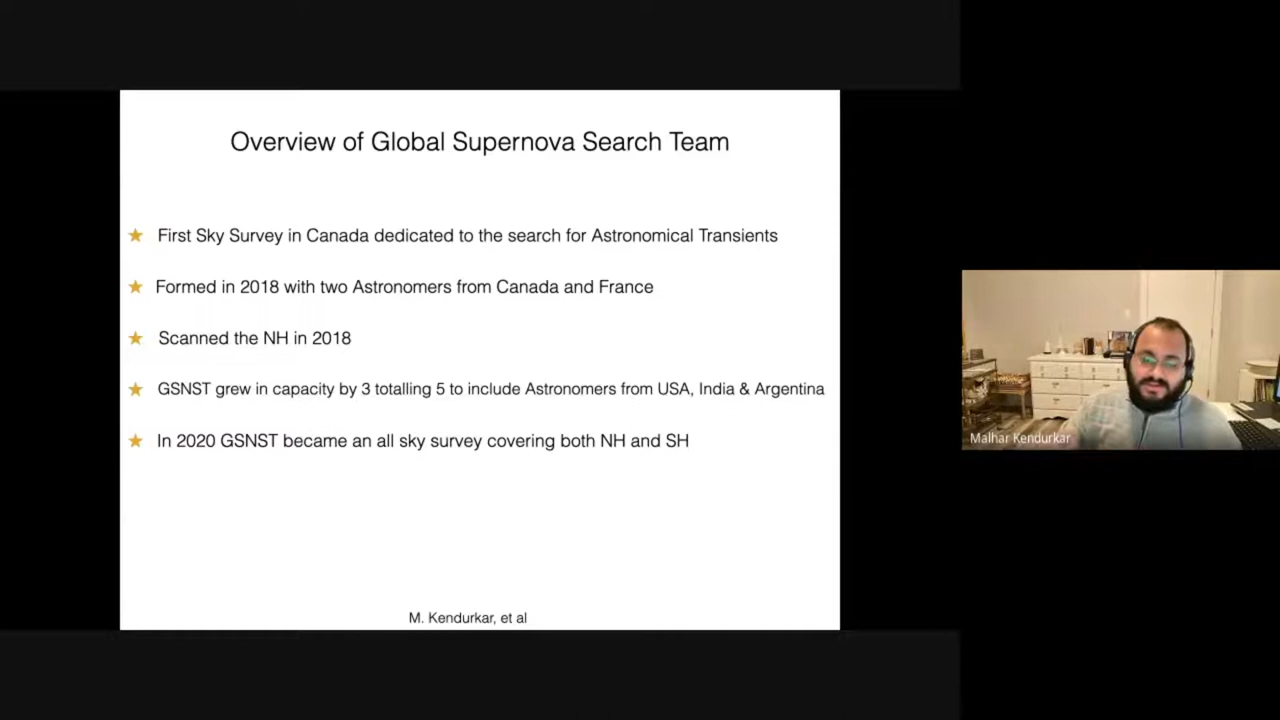 Overview of Global Supernova Search Team
First Sky Survey in Canada dedicated to the search for Astronomical Transients
Formed in 2018 with two Astronomers from Canada and France
Scanned the NH in 2018
GSNST grew in capacity by 3 totalling 5 to include Astronomers from USA, India & Argentina
In 2020 GSNST became an all sky survey covering both NH and SH
M. Kendurkar, et al
Malhar Kendurkar